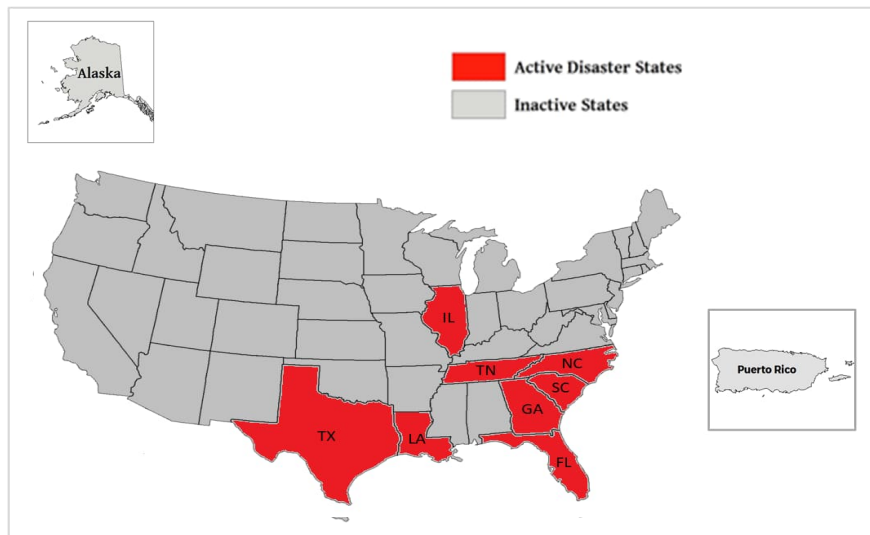 Alaska
Active Disaster States
Inactive States
IL
TN
NC
SC
GA
TX
LA
FL
Puerto Rico